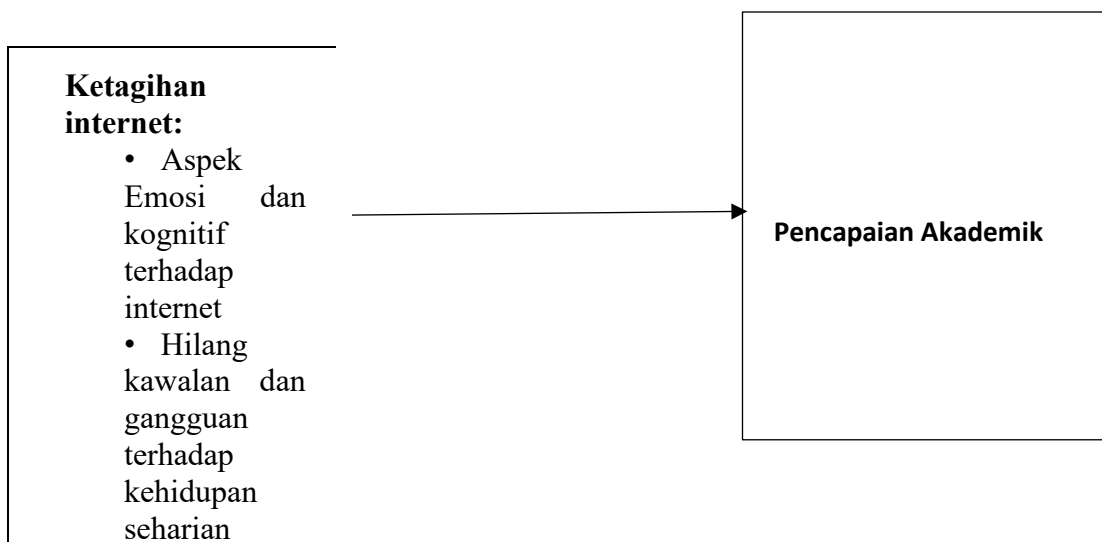 Ketagihan
internet:
• Aspek
Emosi dan
kognitif
terhadap
internet
• Hilang
kawalan dan
gangguan
terhadap
kehidupan
seharian
Pencapaian Akademik